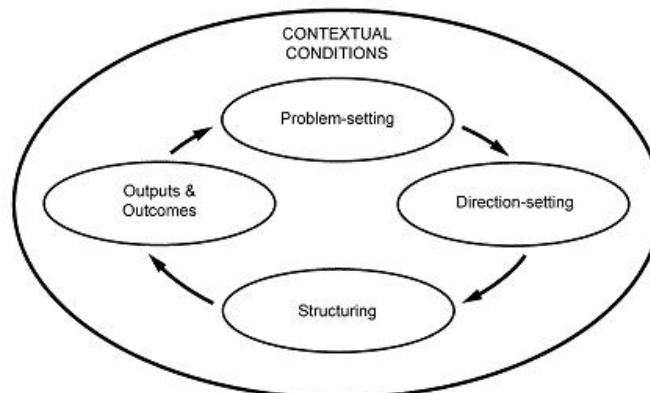 CONTEXTUAL
CONDITIONS
Problem-setting
Outputs &
Outcomes
Direction-setting
Structuring